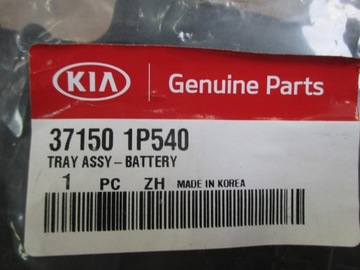 KIA Genuine Parts
37150 1P540
TRAY ASSY-BATTERY
1 PC ZH MADE IN KOREA